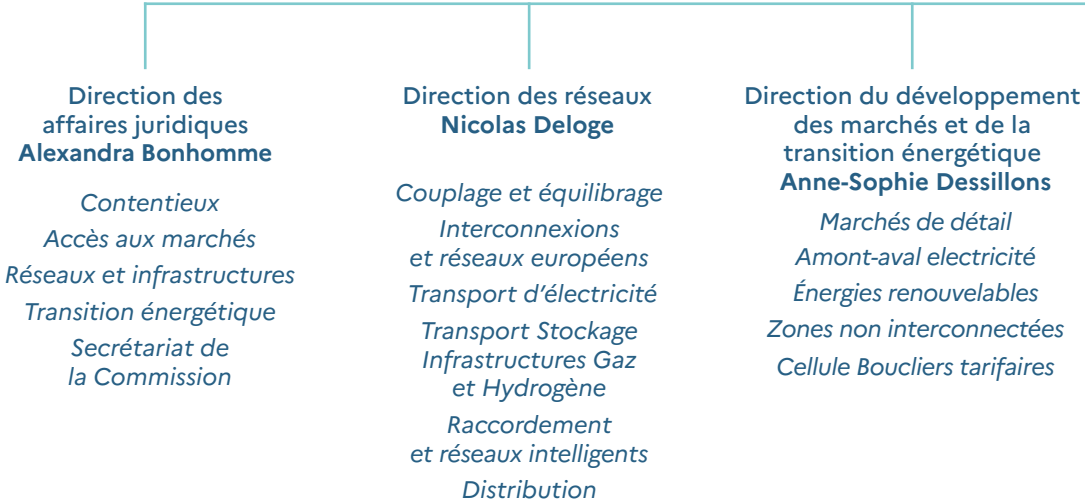 Direction des
affaires juridiques
Alexandra Bonhomme
Contentieux
Accès aux marchés
Réseaux et infrastructures
Transition énergétique
Secrétariat de
la Commission
Direction des réseaux
Nicolas Deloge
Couplage et équilibrage
Interconnexions
et réseaux européens
Transport d’électricité
Transport Stockage
Infrastructures Gaz
et Hydrogène
Raccordement
et réseaux intelligents
Distribution
Direction du développement
des marchés et de la
transition énergétique
Anne-Sophie Dessillons
Marchés de détail
Amont-aval electricité
Énergies renouvelables
Zones non interconnectées
Cellule Boucliers tarifaires